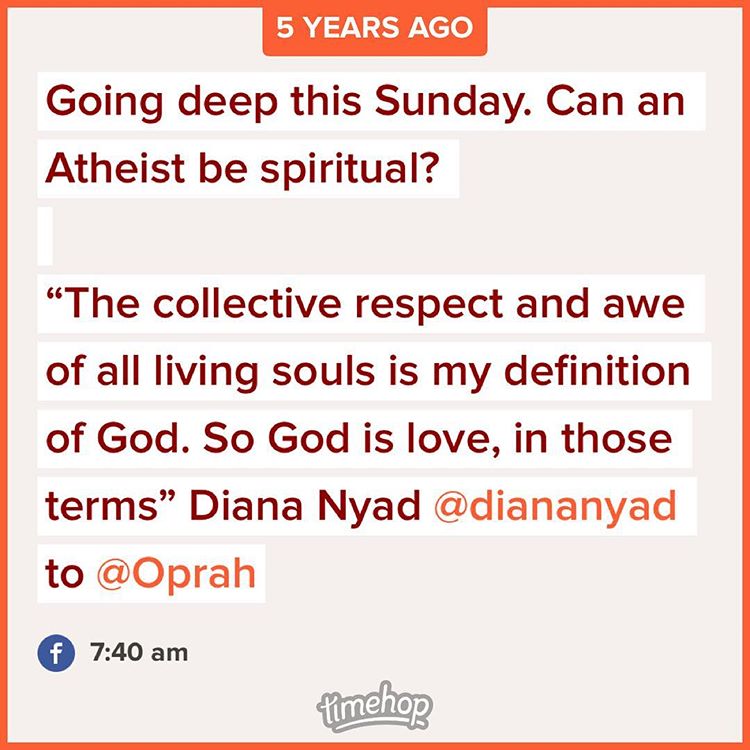 5 YEARS AGO
Going deep this Sunday. Can an
Atheist be spiritual?
“The collective respect and awe
of all living souls is my definition
of God. So God is love, in those
terms” Diana Nyad @diananyad
to @Oprah
f 7:40 am
timehop